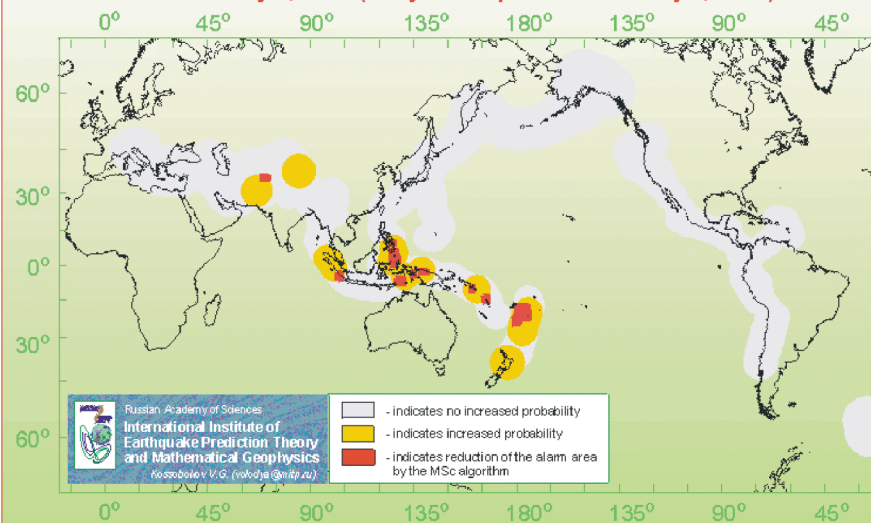 0° 45° 90° 135° 180° 135° 90° 45°
60°
30°
0°
30°
60°
Russian Academy of Sciences
International Institute of
Earthquake Prediction Theory
and Mathematical Geophysics
Kossobokov V.G. (volodya@mitp.ru)
- indicates no increased probability
- indicates increased probability
- indicates reduction of the alarm area
by the MSc algorithm
0° 45° 90° 135° 180° 135° 90° 45°